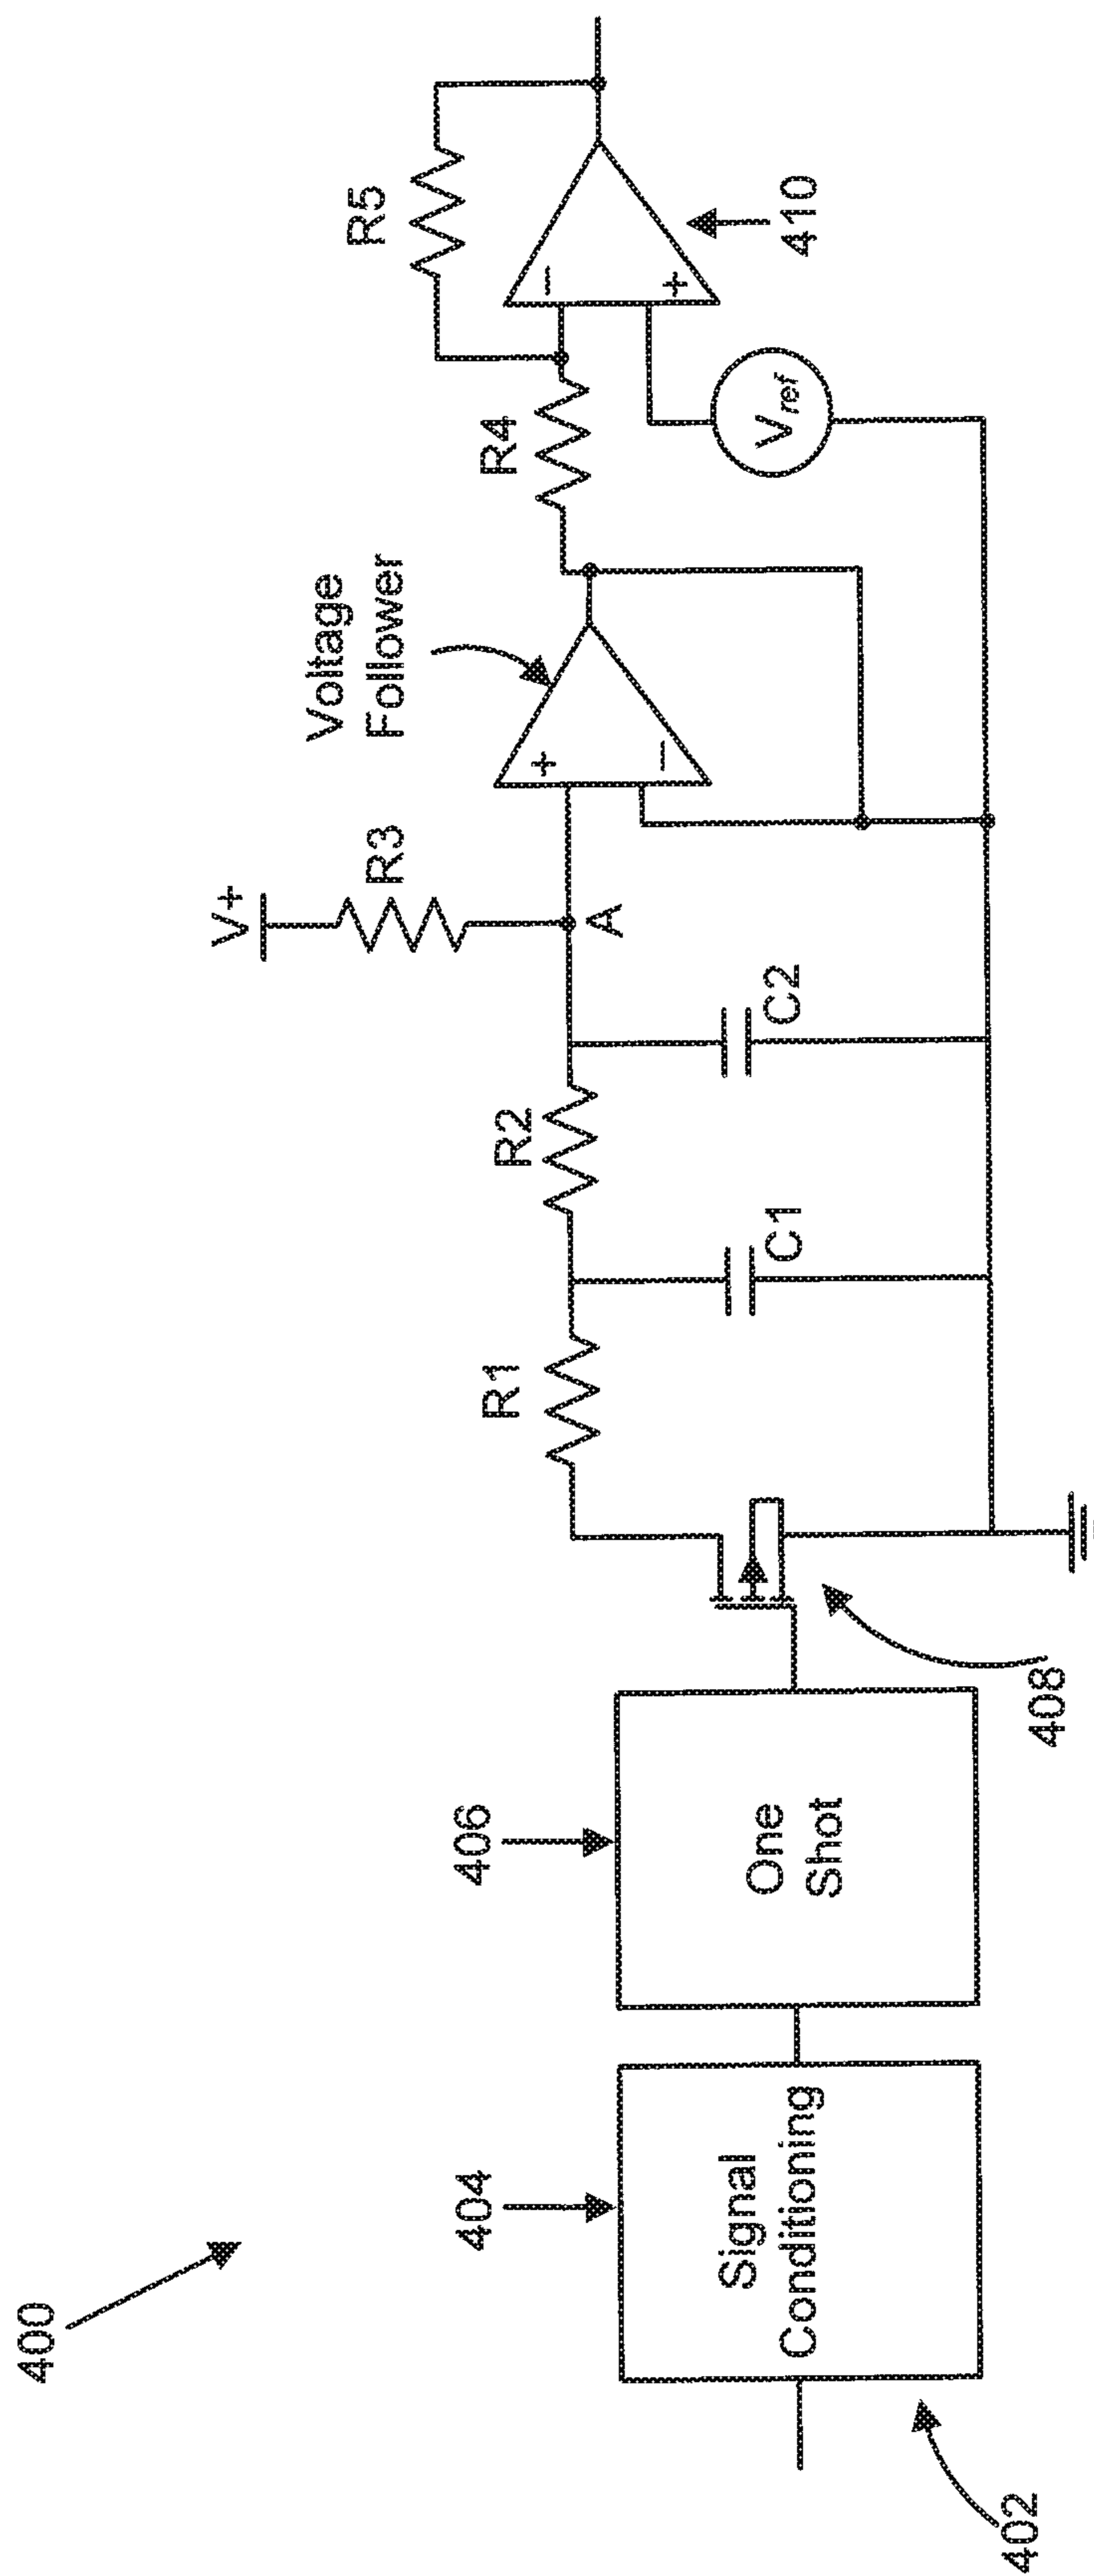 400
402
404
Signal
Conditioning
406
One
Shot
408
R1
C1
R2
C2
V+
R3
A
+
−
Voltage
Follower
R4
R5
−
+
Vref
410